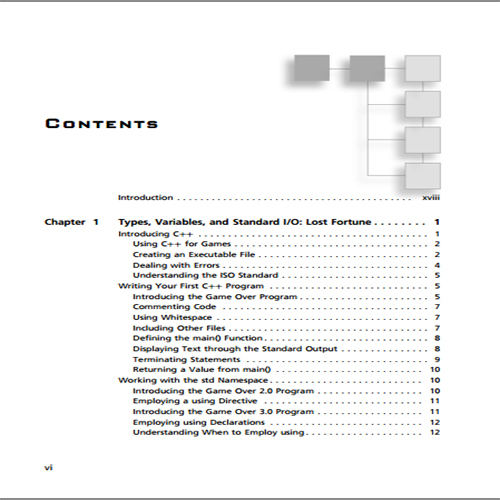 CONTENTS
Introduction . . . . . . . . . . . . . . . . . . . . . . . . . . . . . . . . . . . . . . . . . xviii
Chapter 1 Types, Variables, and Standard I/O: Lost Fortune . . . . . . . . 1
Introducing C++ . . . . . . . . . . . . . . . . . . . . . . . . . . . . . . . . . . . . . . . . 1
Using C++ for Games . . . . . . . . . . . . . . . . . . . . . . . . . . . . . . . . . . 2
Creating an Executable File . . . . . . . . . . . . . . . . . . . . . . . . . . . . . . 2
Dealing with Errors . . . . . . . . . . . . . . . . . . . . . . . . . . . . . . . . . . . . 4
Understanding the ISO Standard . . . . . . . . . . . . . . . . . . . . . . . . . . 5
Writing Your First C++ Program . . . . . . . . . . . . . . . . . . . . . . . . . . . . 5
Introducing the Game Over Program . . . . . . . . . . . . . . . . . . . . . . . 5
Commenting Code . . . . . . . . . . . . . . . . . . . . . . . . . . . . . . . . . . . . 7
Using Whitespace . . . . . . . . . . . . . . . . . . . . . . . . . . . . . . . . . . . . . 7
Including Other Files . . . . . . . . . . . . . . . . . . . . . . . . . . . . . . . . . . . 7
Defining the main() Function . . . . . . . . . . . . . . . . . . . . . . . . . . . . . 8
Displaying Text through the Standard Output . . . . . . . . . . . . . . . 8
Terminating Statements . . . . . . . . . . . . . . . . . . . . . . . . . . . . . . . . 9
Returning a Value from main() . . . . . . . . . . . . . . . . . . . . . . . . . . 10
Working with the std Namespace . . . . . . . . . . . . . . . . . . . . . . . . . . . 10
Introducing the Game Over 2.0 Program . . . . . . . . . . . . . . . . . . . 10
Employing a using Directive . . . . . . . . . . . . . . . . . . . . . . . . . . . . 11
Introducing the Game Over 3.0 Program . . . . . . . . . . . . . . . . . . . 11
Employing using Declarations . . . . . . . . . . . . . . . . . . . . . . . . . . . 12
Understanding When to Employ using . . . . . . . . . . . . . . . . . . . . . 12
vi